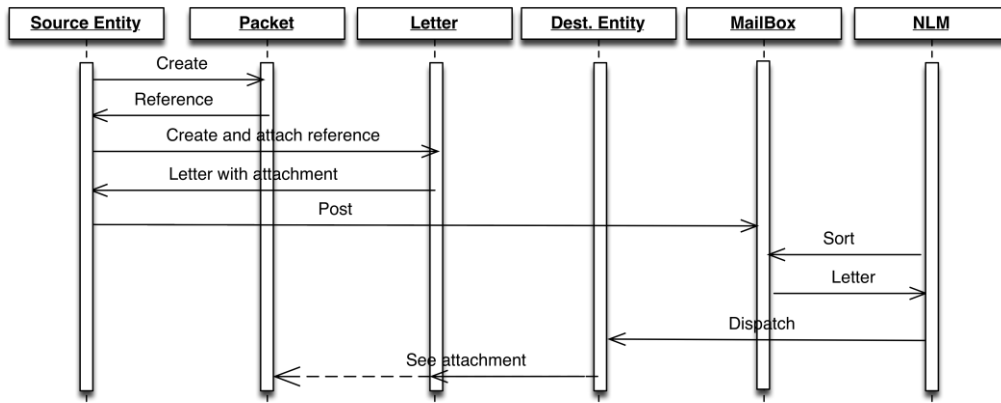 Source Entity
Packet
Letter
Dest. Entity
MailBox
NLM
Create
Reference
Create and attach reference
Letter with attachment
Post
Sort
Letter
Dispatch
See attachment